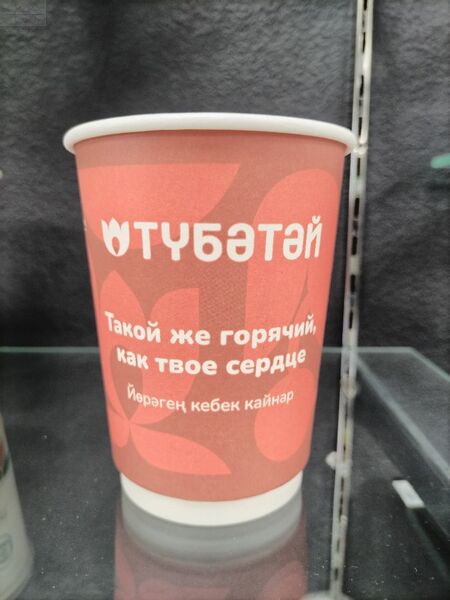 ТҮБӘТӘЙ
Такой же горячий,
как твое сердце
Йөрәгең кебек кайнар